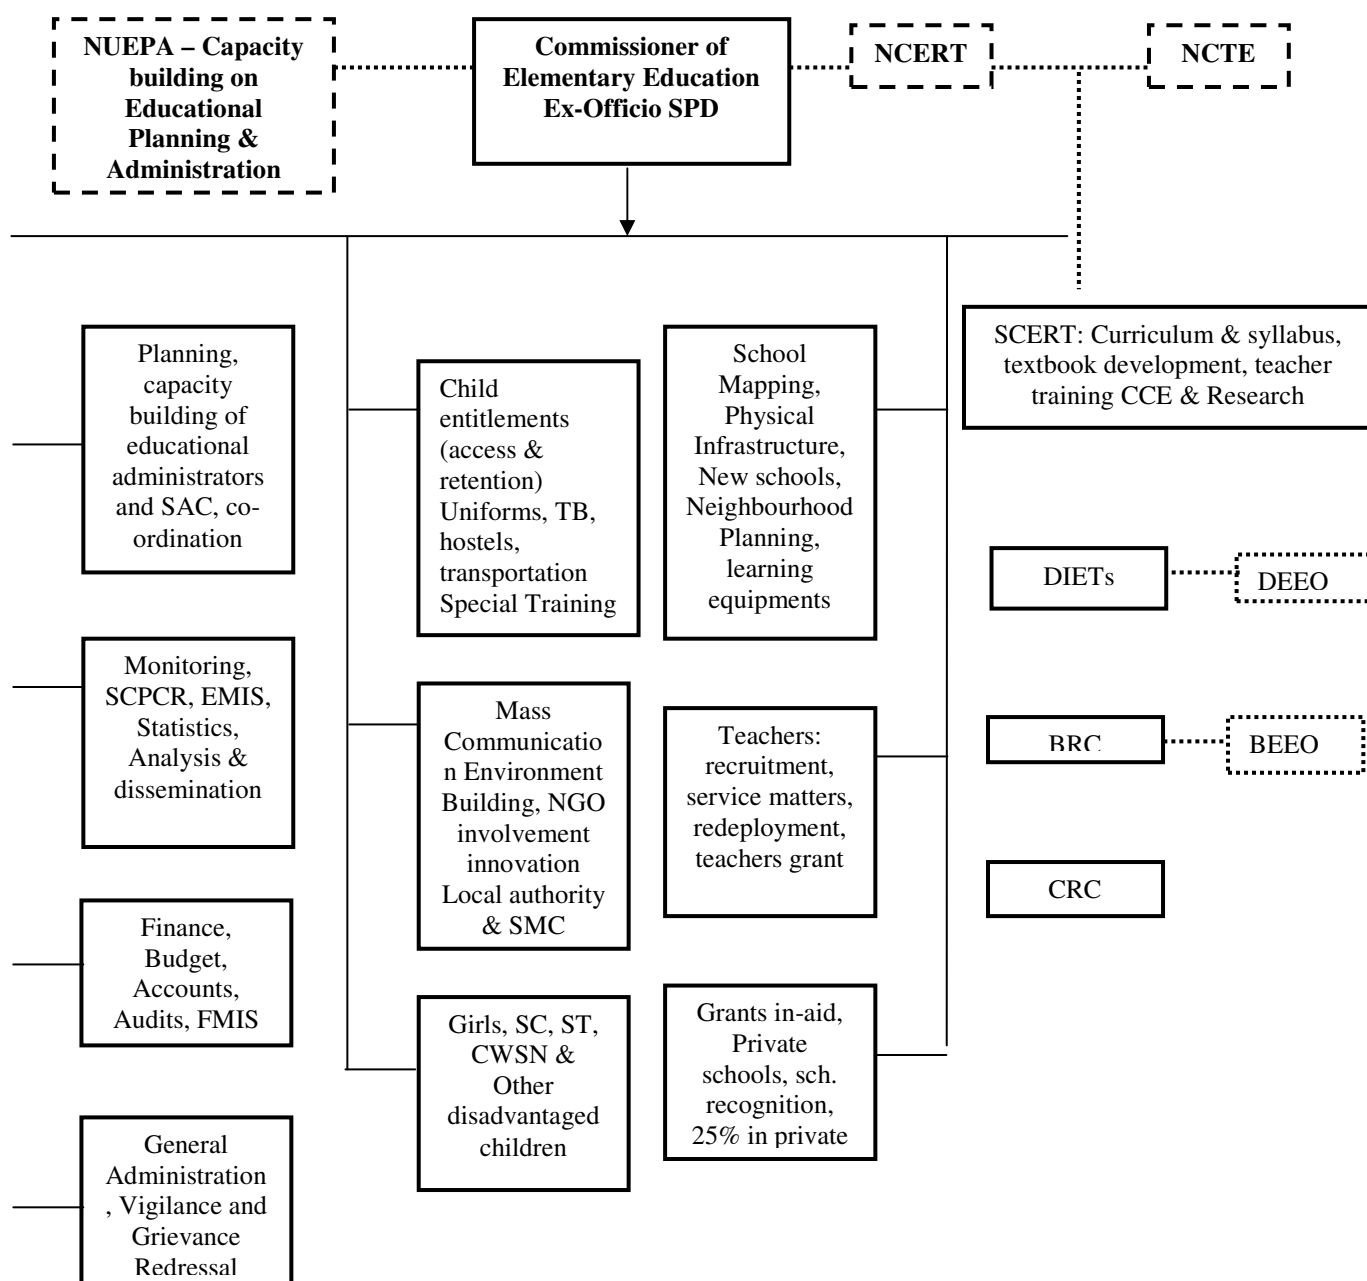 NUEPA – Capacity
building on
Educational
Planning &
Administration
Commissioner of
Elementary Education
Ex-Officio SPD
NCERT
NCTE
Planning,
capacity
building of
educational
administrators
and SAC, co-
ordination
Monitoring,
SCPCR, EMIS,
Statistics,
Analysis &
dissemination
Finance,
Budget,
Accounts,
Audits, FMIS
General
Administration
, Vigilance and
Grievance
Redressal
Child
entitlements
(access &
retention)
Uniforms, TB,
hostels,
transportation
Special Training
Mass
Communicatio
n Environment
Building, NGO
involvement
innovation
Local authority
& SMC
Girls, SC, ST,
CWSN &
Other
disadvantaged
children
School
Mapping,
Physical
Infrastructure,
New schools,
Neighbourhood
Planning,
learning
equipments
Teachers:
recruitment,
service matters,
redeployment,
teachers grant
Grants in-aid,
Private
schools, sch.
recognition,
25% in private
SCERT: Curriculum & syllabus,
textbook development, teacher
training CCE & Research
DIETs
DEEO
BRC
BEEO
CRC